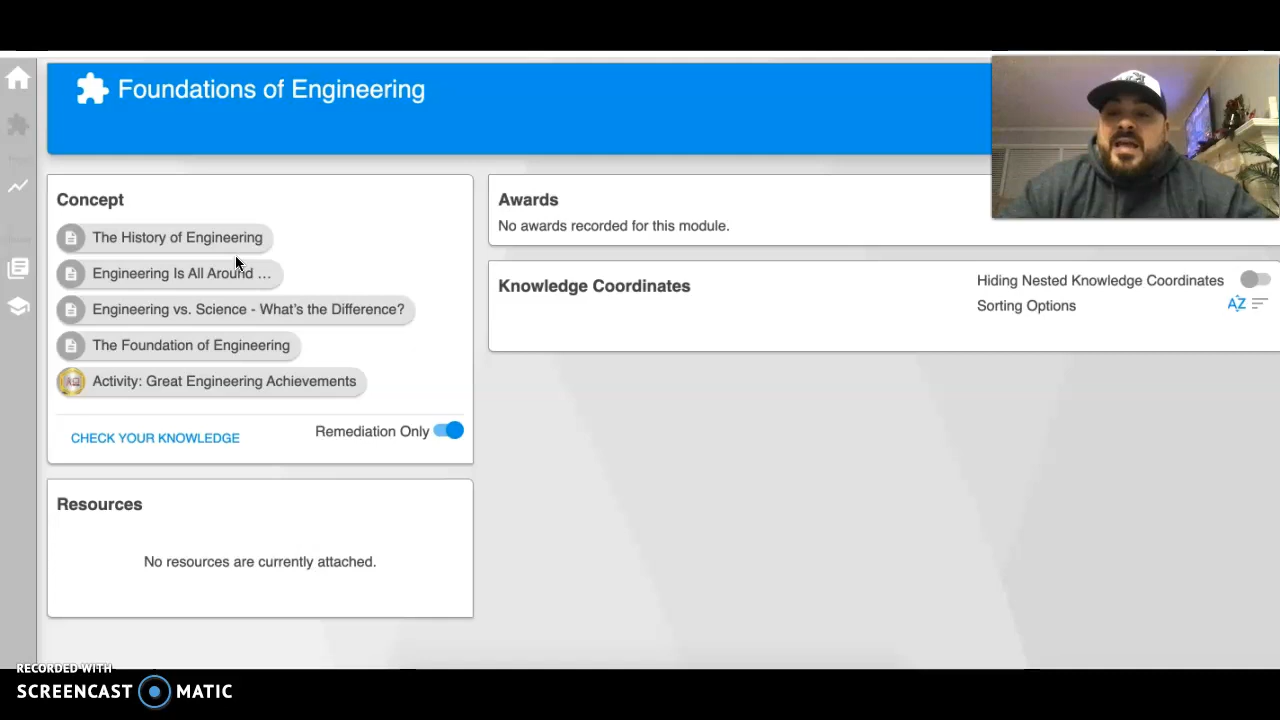 Foundations of Engineering
Concept
The History of Engineering
Engineering Is All Around ...
Engineering vs. Science - What's the Difference?
The Foundation of Engineering
Activity: Great Engineering Achievements
CHECK YOUR KNOWLEDGE
Remediation Only
Resources
No resources are currently attached.
Awards
No awards recorded for this module.
Knowledge Coordinates
Hiding Nested Knowledge Coordinates
Sorting Options
AZ
RECORDED WITH
SCREENCAST MATIC